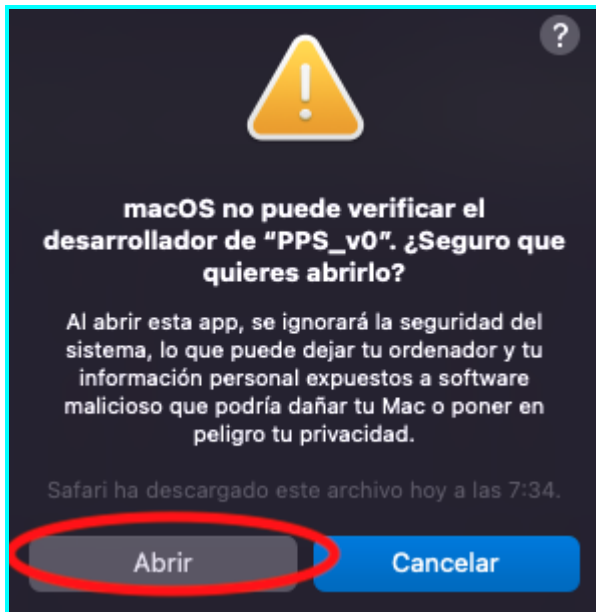 ?
macOS no puede verificar el
desarrollador de “PPS_v0”. ¿Seguro que
quieres abrirlo?
Al abrir esta app, se ignorará la seguridad del
sistema, lo que puede dejar tu ordenador y tu
información personal expuestos a software
malicioso que podría dañar tu Mac o poner en
peligro tu privacidad.
Safari ha descargado este archivo hoy a las 7:34.
Abrir
Cancelar